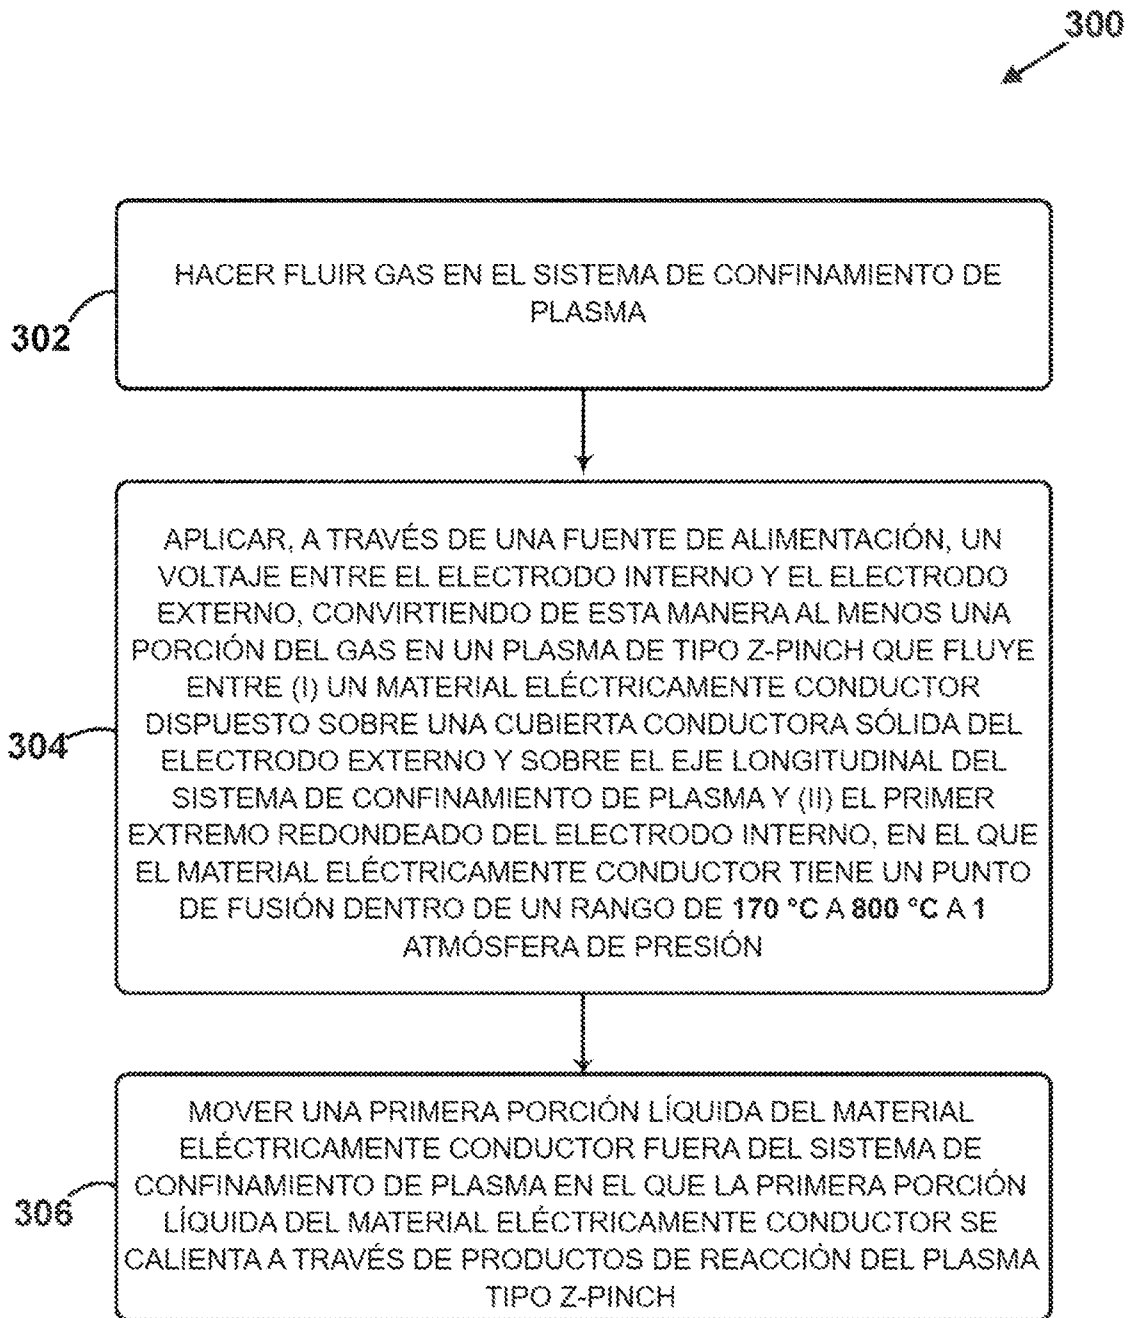 300
HACER FLUIR GAS EN EL SISTEMA DE CONFINAMIENTO DE
PLASMA
302
APLICAR, A TRAVÉS DE UNA FUENTE DE ALIMENTACIÓN, UN
VOLTAJE ENTRE EL ELECTRODO INTERNO Y EL ELECTRODO
EXTERNO, CONVIRTIENDO DE ESTA MANERA AL MENOS UNA
PORCIÓN DEL GAS EN UN PLASMA DE TIPO Z-PINCH QUE FLUYE
ENTRE (I) UN MATERIAL ELÉCTRICAMENTE CONDUCTOR
DISPUESTO SOBRE UNA CUBIERTA CONDUCTORA SÓLIDA DEL
ELECTRODO EXTERNO Y SOBRE EL EJE LONGITUDINAL DEL
SISTEMA DE CONFINAMIENTO DE PLASMA Y (II) EL PRIMER
EXTREMO REDONDEADO DEL ELECTRODO INTERNO, EN EL QUE
EL MATERIAL ELÉCTRICAMENTE CONDUCTOR TIENE UN PUNTO
DE FUSIÓN DENTRO DE UN RANGO DE 170 °C A 800 °C A 1
ATMÓSFERA DE PRESIÓN
304
MOVER UNA PRIMERA PORCIÓN LÍQUIDA DEL MATERIAL
ELÉCTRICAMENTE CONDUCTOR FUERA DEL SISTEMA DE
CONFINAMIENTO DE PLASMA EN EL QUE LA PRIMERA PORCIÓN
LÍQUIDA DEL MATERIAL ELÉCTRICAMENTE CONDUCTOR SE
CALIENTA A TRAVÉS DE PRODUCTOS DE REACCIÓN DEL PLASMA
TIPO Z-PINCH
306